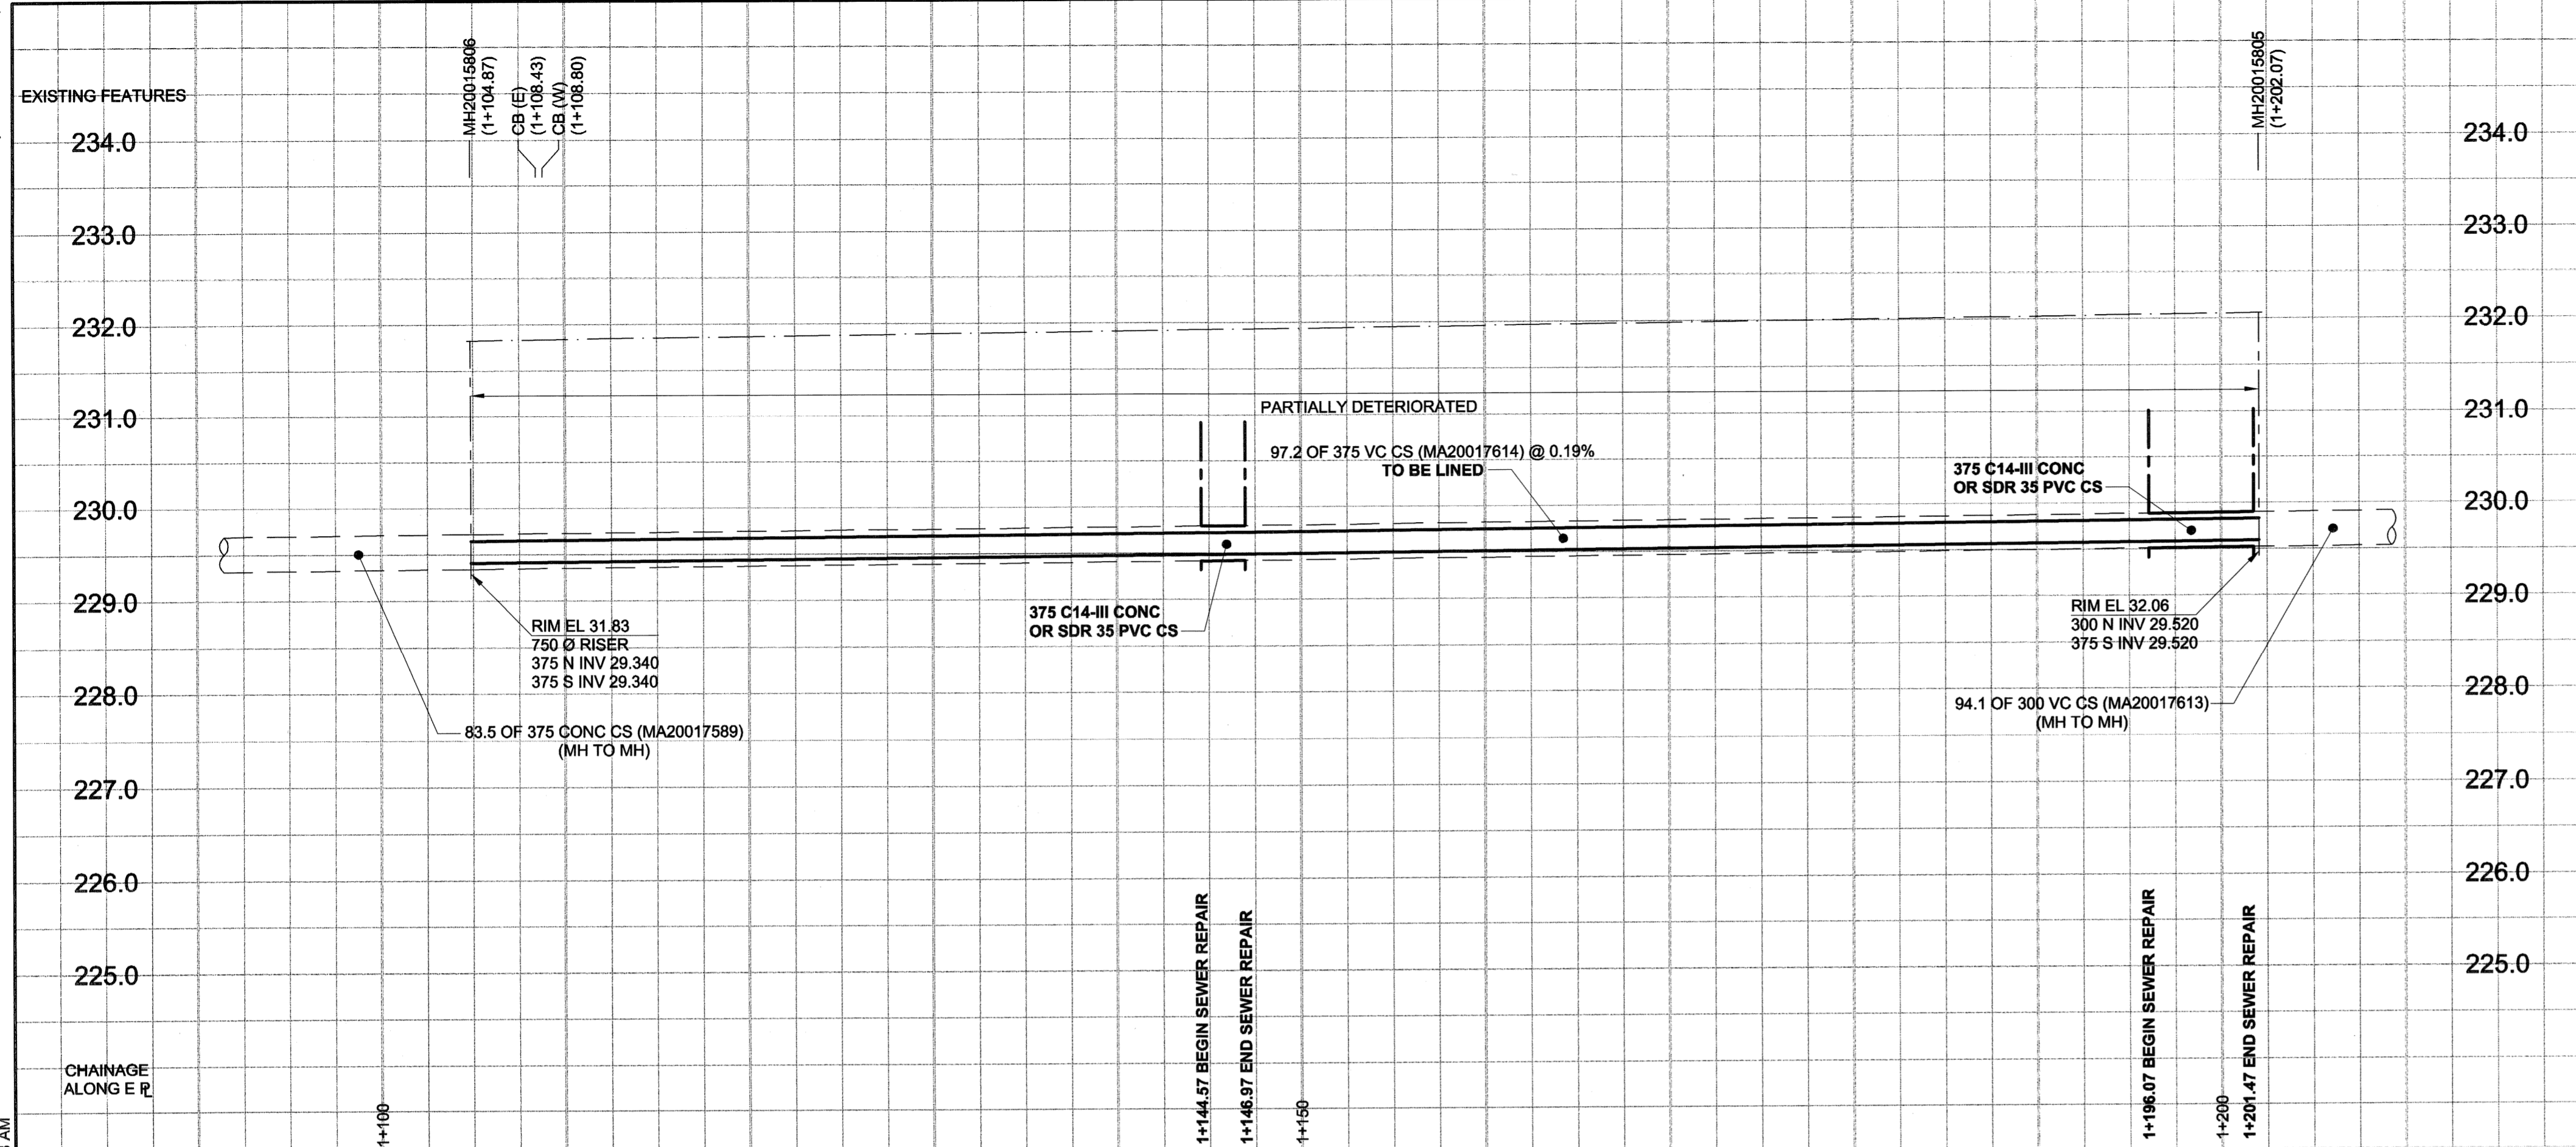 EXISTING FEATURES
MH20015806
(1+104.87)
CB (E)
(1+108.43)
CB (W)
(1+108.80)
MH20015805
(1+202.07)
234.0
234.0
233.0
233.0
232.0
232.0
231.0
231.0
230.0
230.0
229.0
229.0
228.0
228.0
227.0
227.0
226.0
226.0
225.0
225.0
PARTIALLY DETERIORATED
97.2 OF 375 VC CS (MA20017614) @ 0.19%
TO BE LINED
375 C14-III CONC
OR SDR 35 PVC CS
375 C14-III CONC
OR SDR 35 PVC CS
RIM EL 31.83
750 Ø RISER
375 N INV 29.340
375 S INV 29.340
RIM EL 32.06
300 N INV 29.520
375 S INV 29.520
83.5 OF 375 CONC CS (MA20017589)
(MH TO MH)
94.1 OF 300 VC CS (MA20017613)
(MH TO MH)
CHAINAGE
ALONG E ⅊
1+100
1+144.57 BEGIN SEWER REPAIR
1+146.97 END SEWER REPAIR
1+150
1+196.07 BEGIN SEWER REPAIR
1+200
1+201.47 END SEWER REPAIR
AM